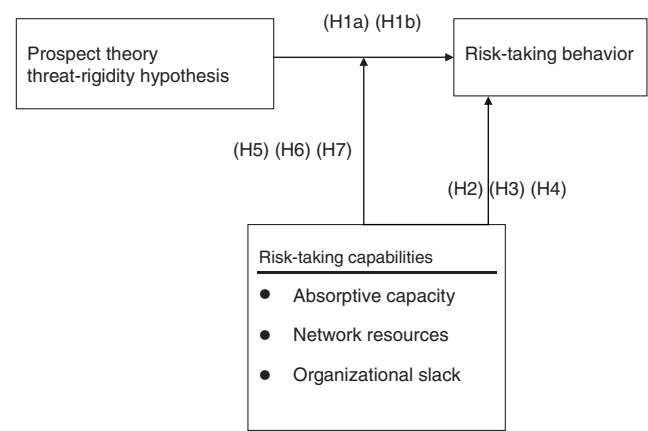 (H1a) (H1b)
Prospect theory
threat-rigidity hypothesis
Risk-taking behavior
(H5) (H6) (H7)
(H2) (H3) (H4)
Risk-taking capabilities
● Absorptive capacity
● Network resources
● Organizational slack